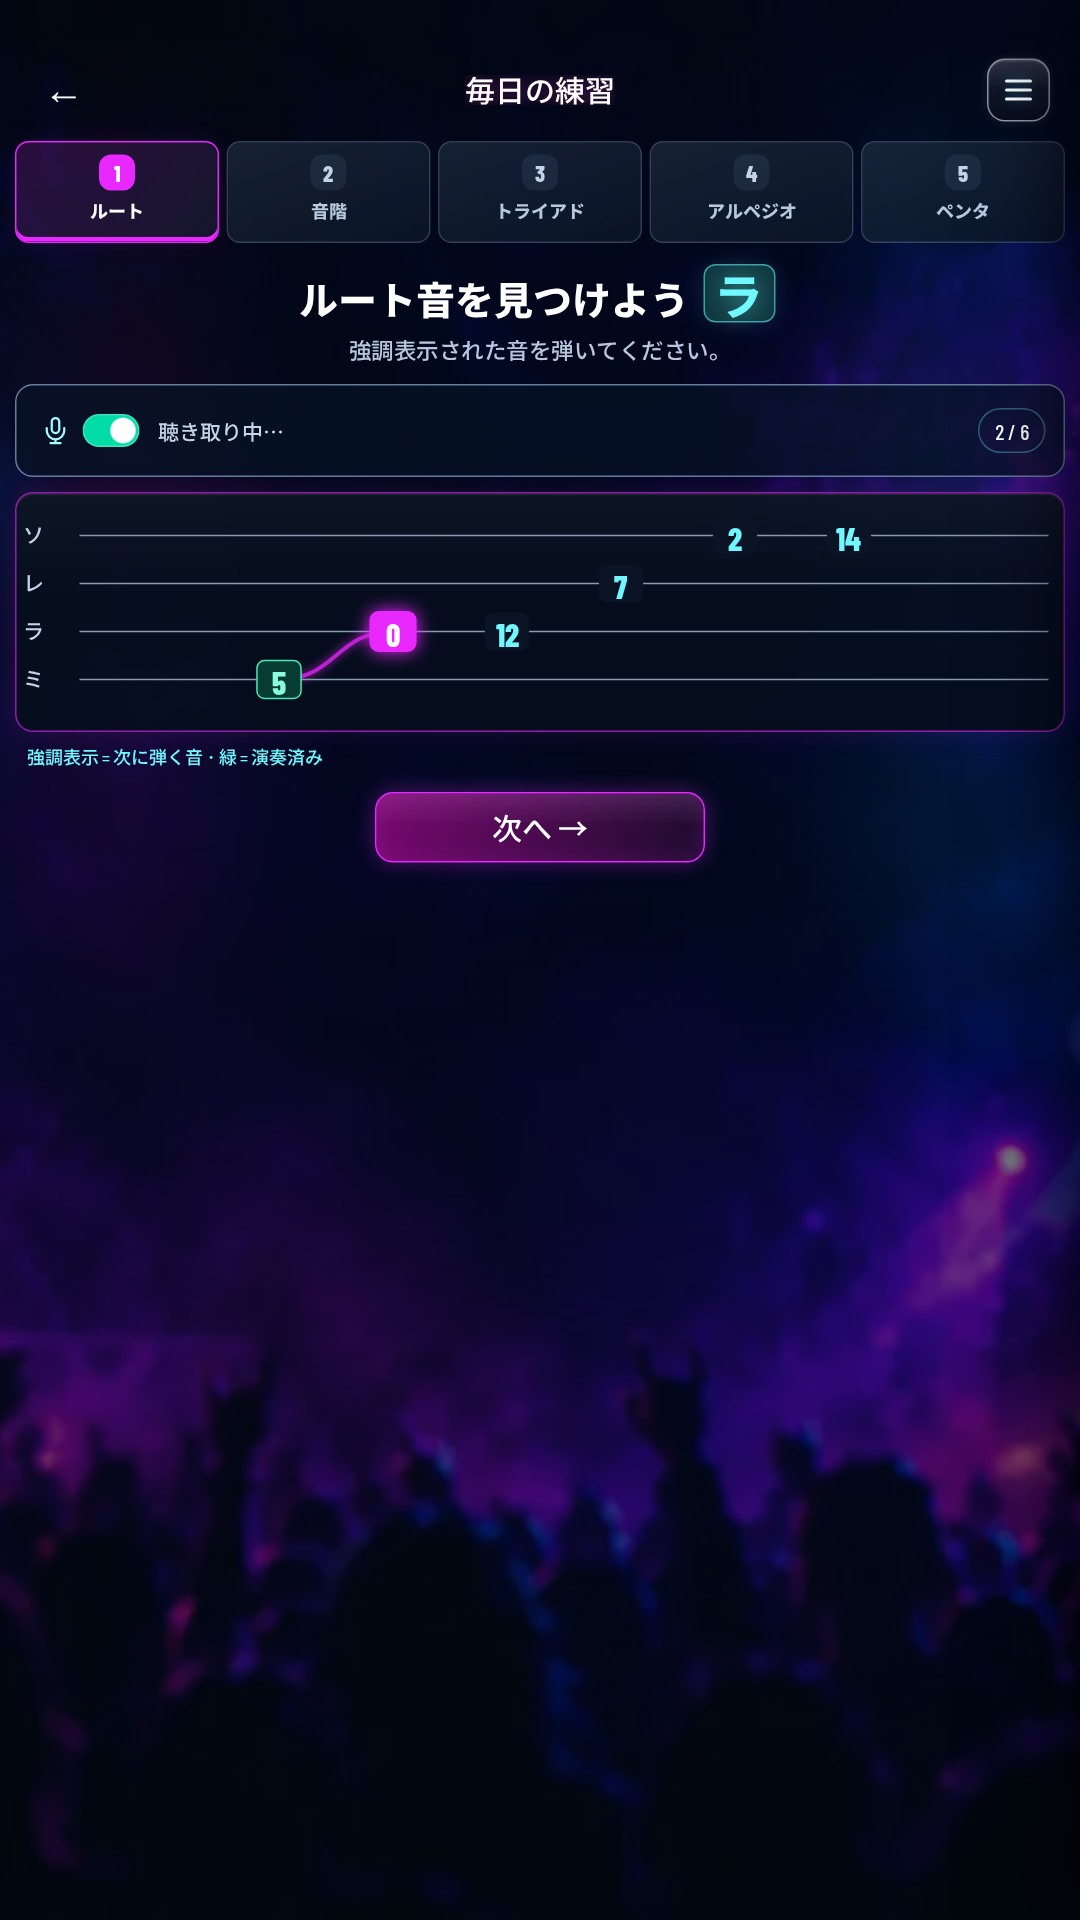 ← 毎日の練習
1 2 3 4 5
ルート 音階 トライアド アルペジオ ペンタ
ルート音を見つけよう ラ
強調表示された音を弾いてください。
聴き取り中… 2 / 6
ソ 2 14
レ 7
ラ 0 12
ミ 5
強調表示 = 次に弾く音 · 緑 = 演奏済み
次へ →